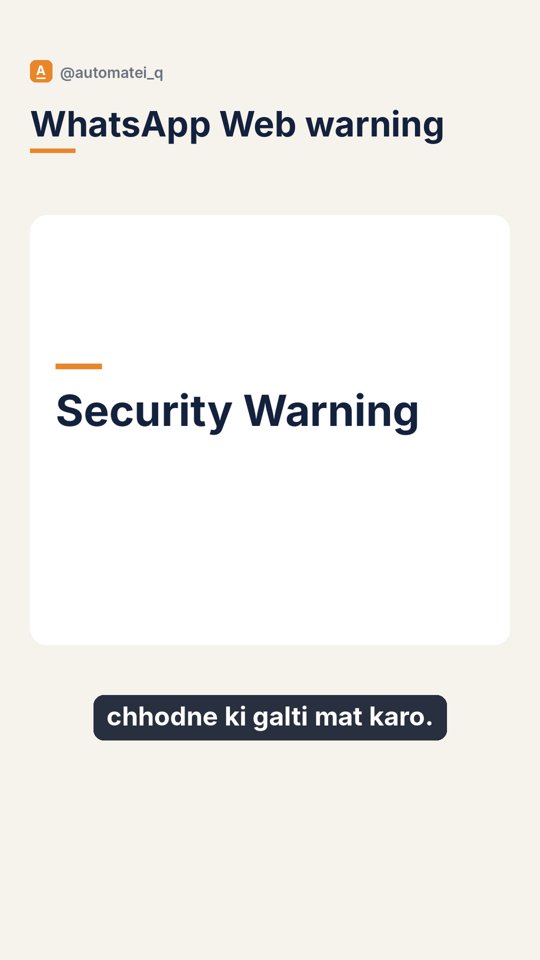 A
@automatei_q
WhatsApp Web warning
Security Warning
chhodne ki galti mat karo.